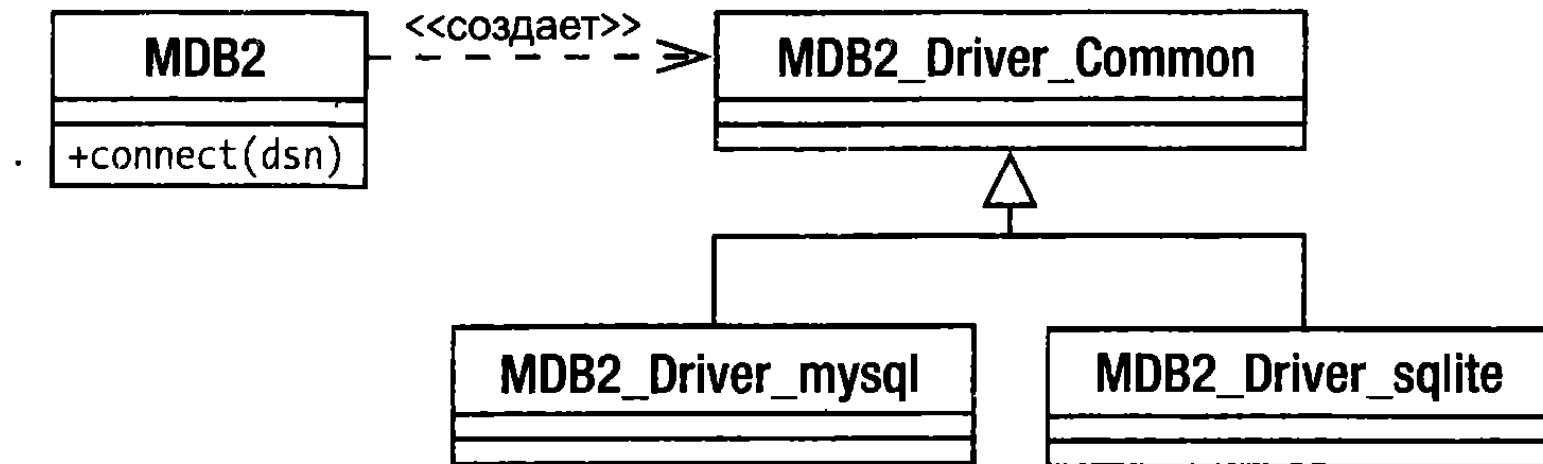 <<создает>>
MDB2
MDB2_Driver_Common
+connect(dsn)
MDB2_Driver_mysql
MDB2_Driver_sqlite